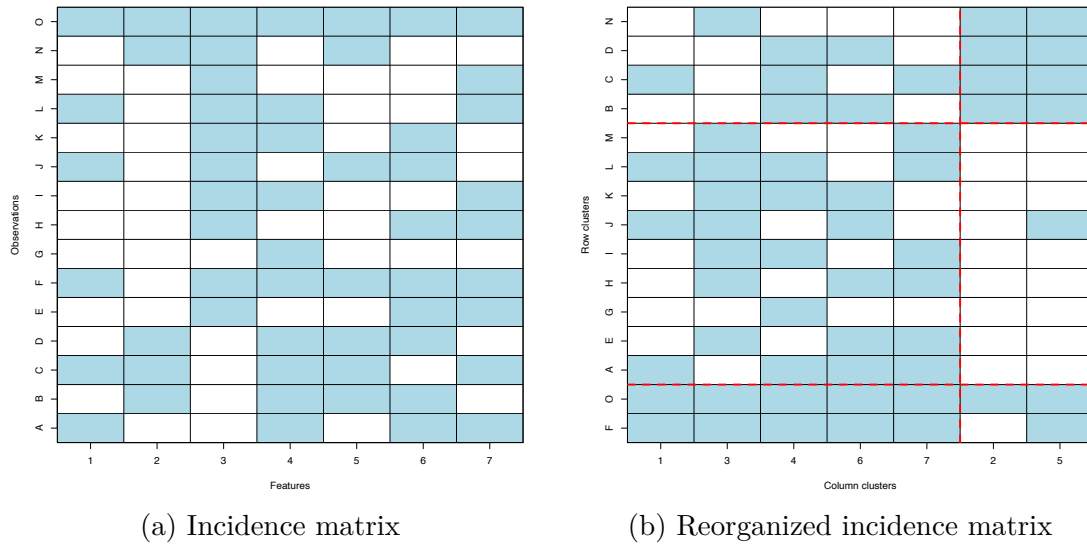 O
N
M
L
K
J
I
H
G
F
E
D
C
B
A
Observations
1 2 3 4 5 6 7
Features
(a) Incidence matrix
N
D
C
B
M
L
K
J
I
H
G
E
A
O
F
Row clusters
1 3 4 6 7 2 5
Column clusters
(b) Reorganized incidence matrix